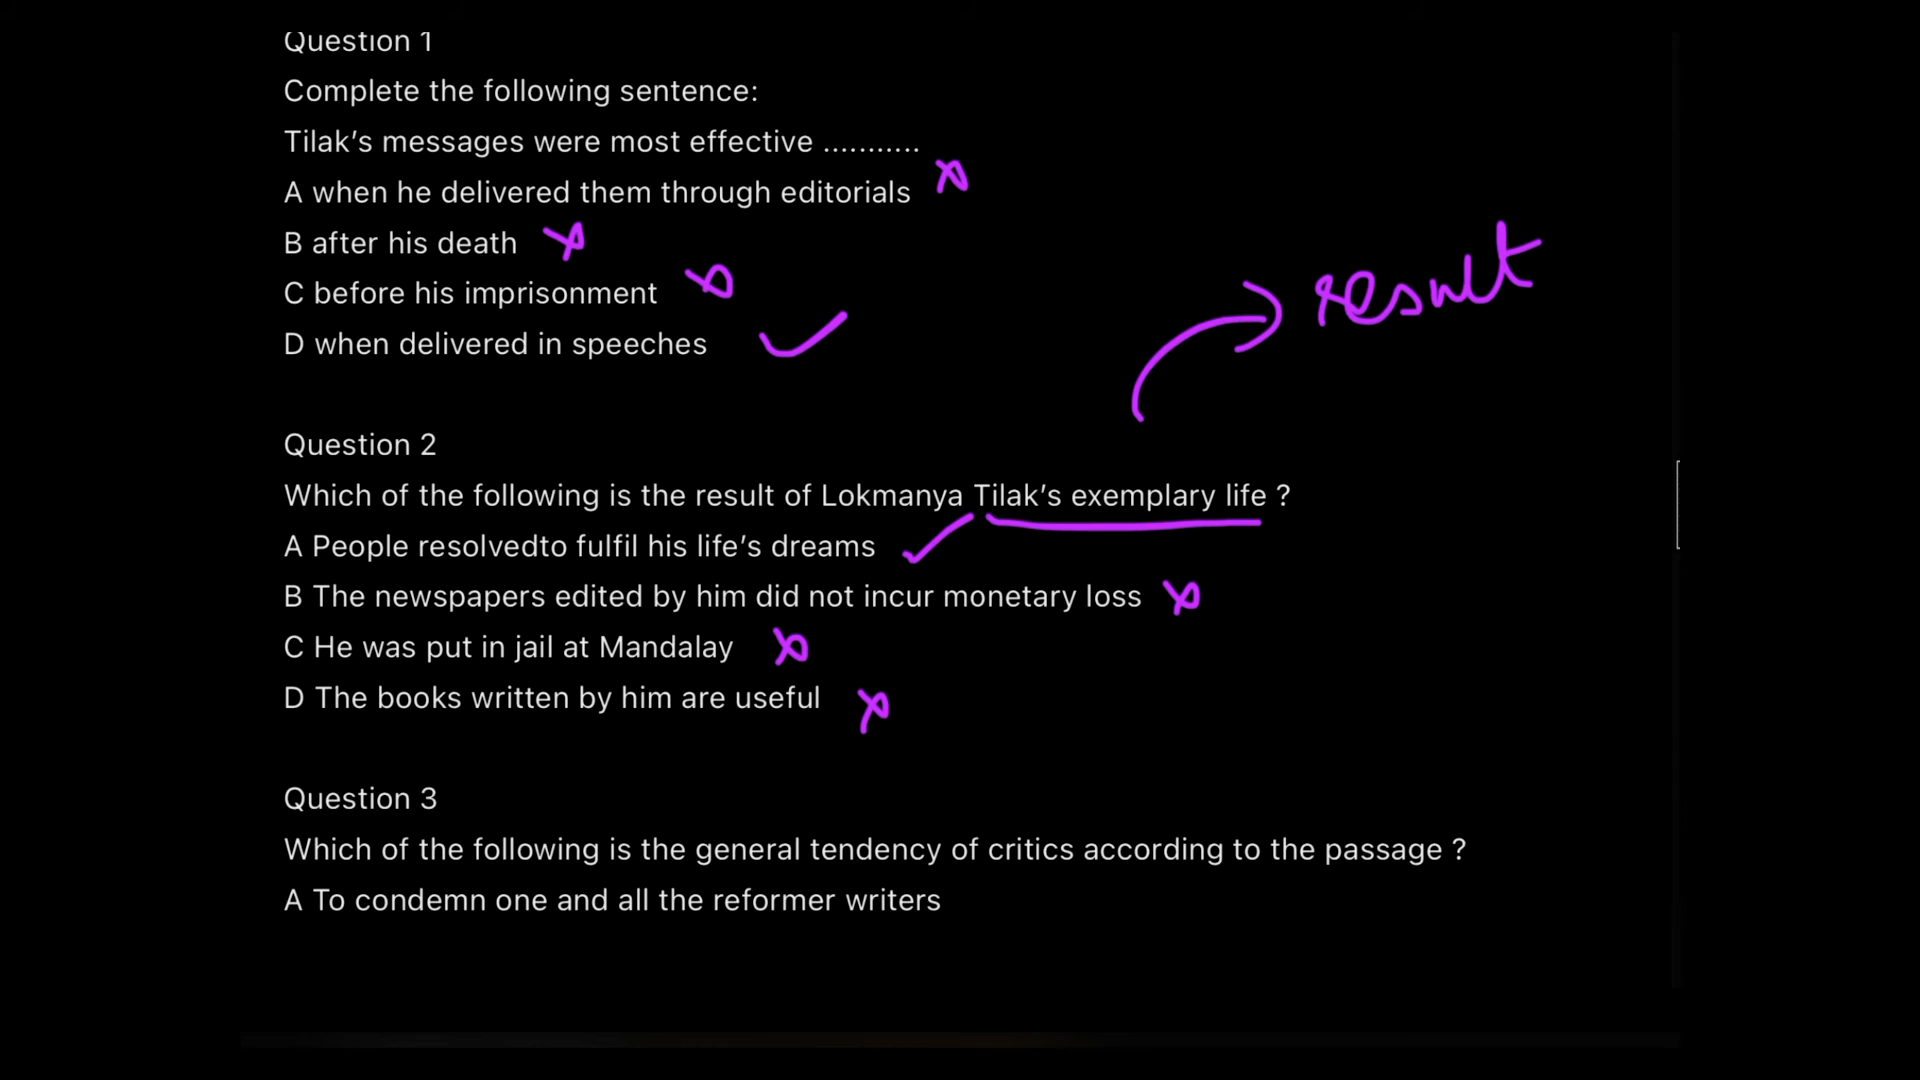 Question 1
Complete the following sentence:
Tilak's messages were most effective ...........
A when he delivered them through editorials
B after his death
C before his imprisonment
D when delivered in speeches
result
Question 2
Which of the following is the result of Lokmanya Tilak's exemplary life ?
A People resolvedto fulfil his life's dreams
B The newspapers edited by him did not incur monetary loss
C He was put in jail at Mandalay
D The books written by him are useful
Question 3
Which of the following is the general tendency of critics according to the passage ?
A To condemn one and all the reformer writers